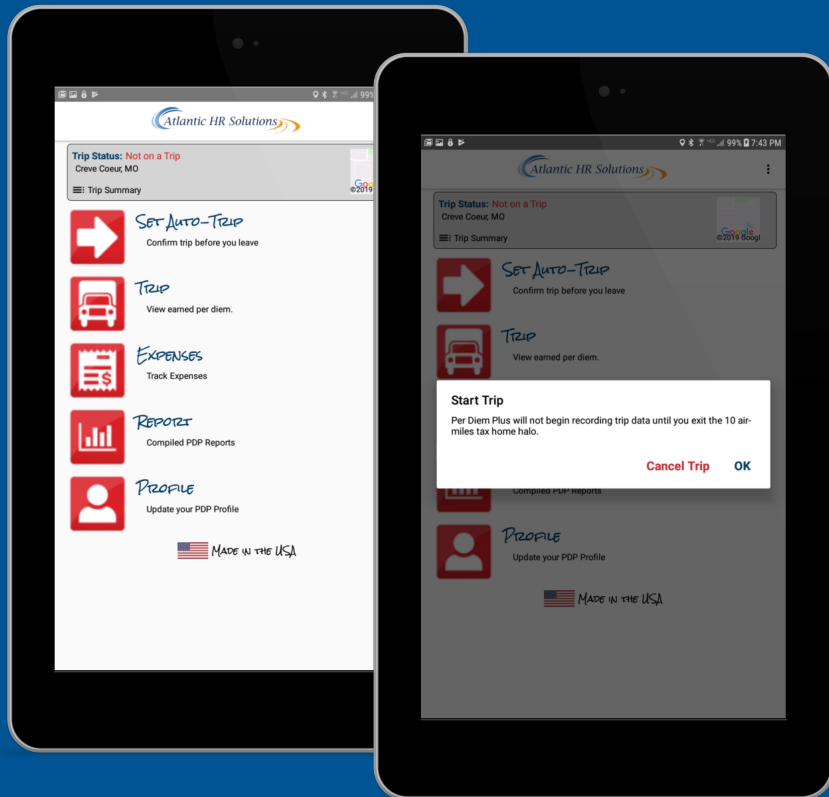 99%
Atlantic HR Solutions
Trip Status: Not on a Trip
Creve Coeur, MO
Trip Summary
©2019
Set Auto-Trip
Confirm trip before you leave
Trip
View earned per diem.
Expenses
Track Expenses
$
Report
Compiled PDP Reports
Profile
Update your PDP Profile
Made in the USA
99% 7:43 PM
Atlantic HR Solutions
Trip Status: Not on a Trip
Creve Coeur, MO
Trip Summary
Google
©2019 Googl
Set Auto-Trip
Confirm trip before you leave
Trip
View earned per diem.
Start Trip
Per Diem Plus will not begin recording trip data until you exit the 10 air-
miles tax home halo.
Cancel Trip OK
Compiled PDP Reports
Profile
Update your PDP Profile
Made in the USA